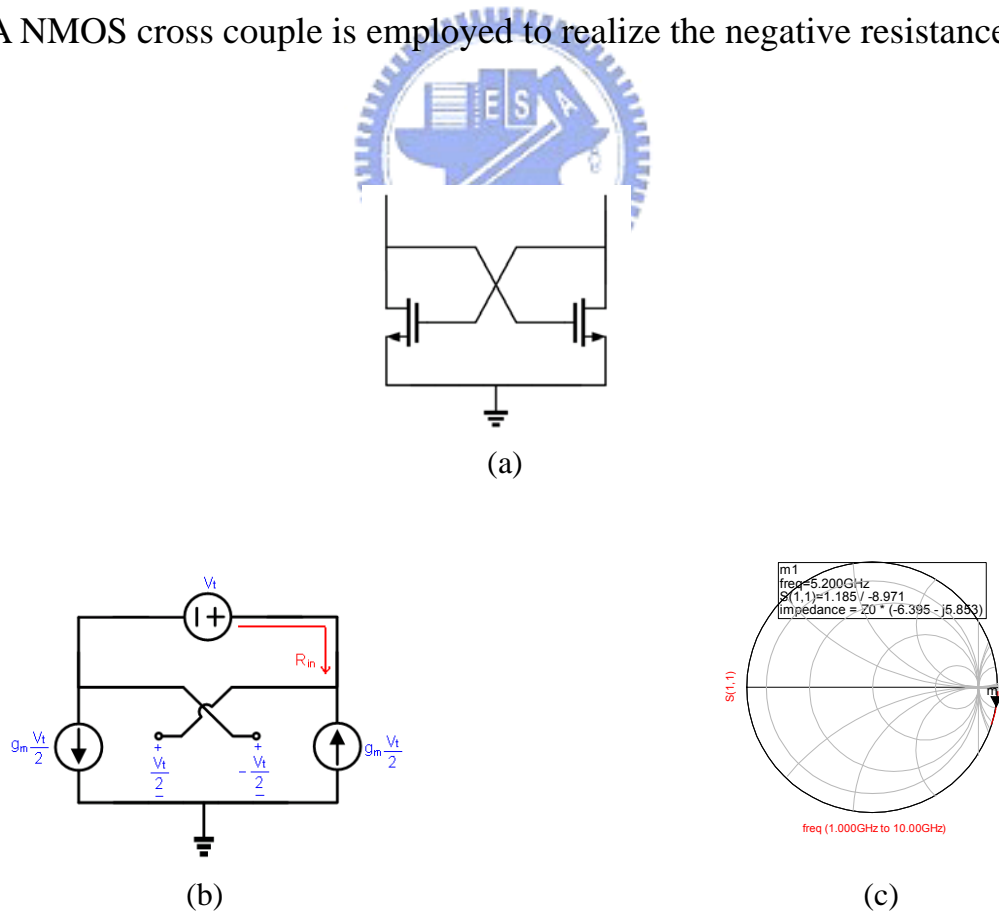 A NMOS cross couple is employed to realize the negative resistance
E S A
(a)
Vt
Rin
gm Vt/2
+ Vt/2 −
+ −Vt/2 −
gm Vt/2
(b)
m1
freq=5.200GHz
S(1,1)=1.185 / -8.971
impedance = Z0 * (-6.395 - j5.853)
S(1,1)
m
freq (1.000GHz to 10.00GHz)
(c)